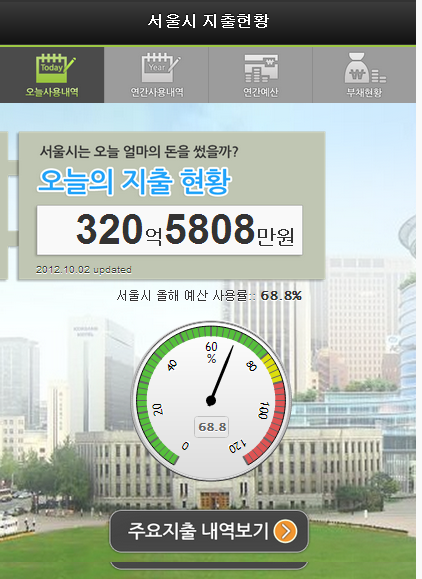 서울시 지출현황
Today
Year
오늘사용내역
연간사용내역
연간예산
부채현황
서울시는 오늘 얼마의 돈을 썼을까?
오늘의 지출 현황
320억5808만원
2012.10.02 updated
서울시 올해 예산 사용률:: 68.8%
0
20
40
60
%
80
100
120
68.8
주요지출 내역보기